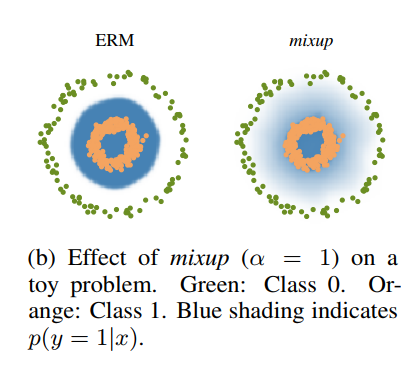 ERM mixup
(b) Effect of mixup (α = 1) on a
toy problem. Green: Class 0. Or-
ange: Class 1. Blue shading indicates
p(y = 1|x).